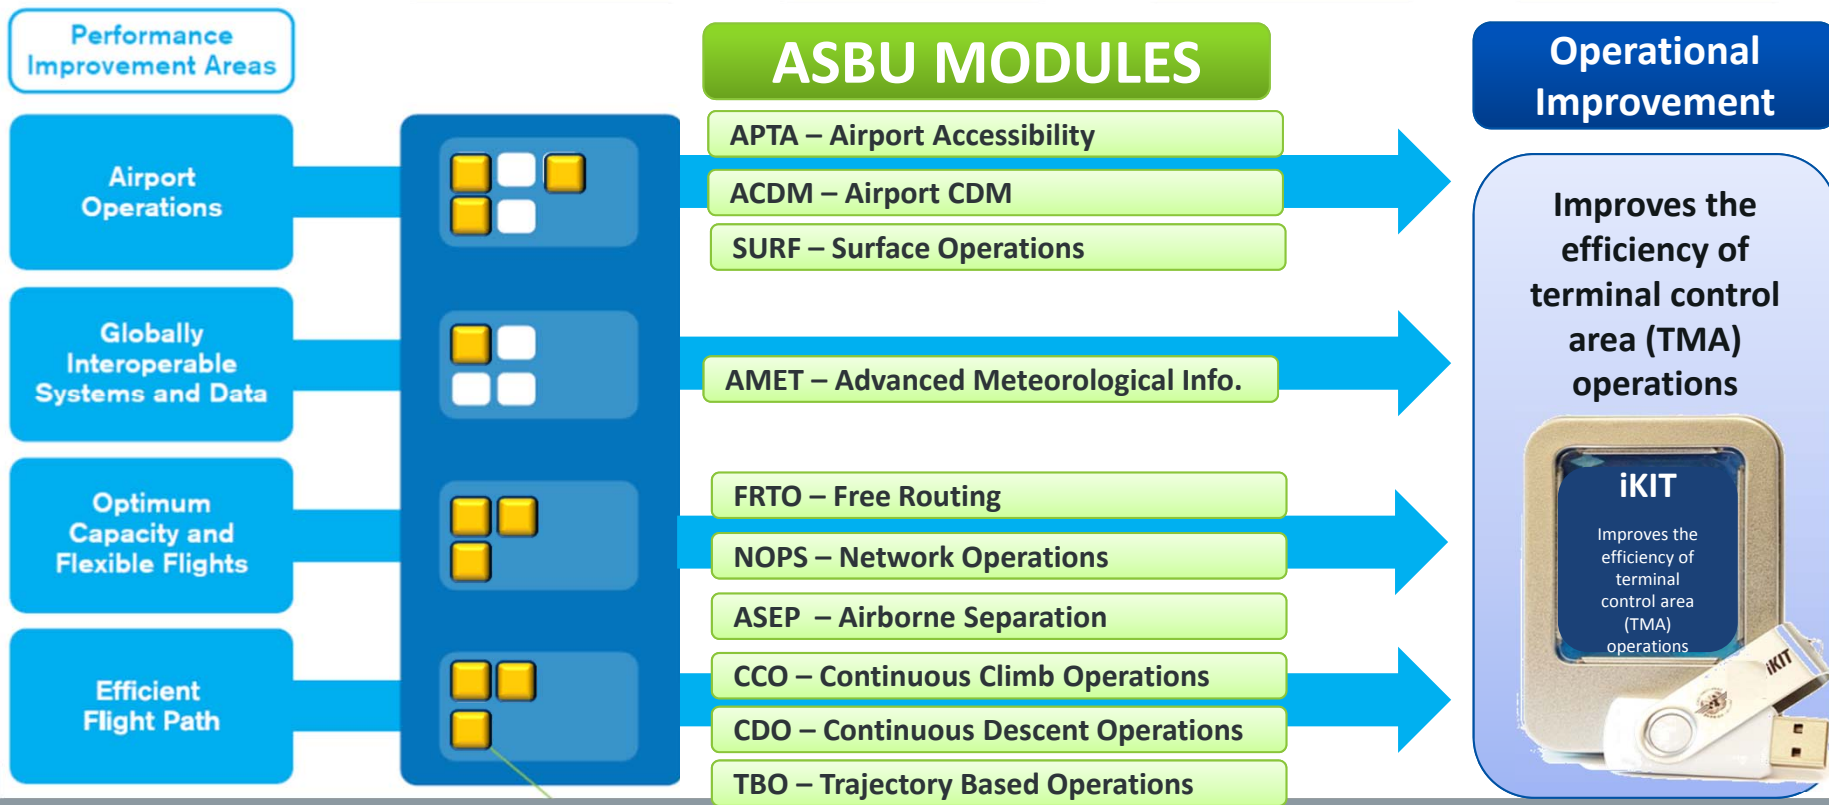 Performance
Improvement Areas
ASBU MODULES
Operational
Improvement
Airport
Operations
APTA – Airport Accessibility
ACDM – Airport CDM
SURF – Surface Operations
Globally
Interoperable
Systems and Data
AMET – Advanced Meteorological Info.
Optimum
Capacity and
Flexible Flights
FRTO – Free Routing
NOPS – Network Operations
ASEP – Airborne Separation
Efficient
Flight Path
CCO – Continuous Climb Operations
CDO – Continuous Descent Operations
TBO – Trajectory Based Operations
Improves the
efficiency of
terminal control
area (TMA)
operations
iKIT
Improves the
efficiency of
terminal
control area
(TMA)
operations
iKIT